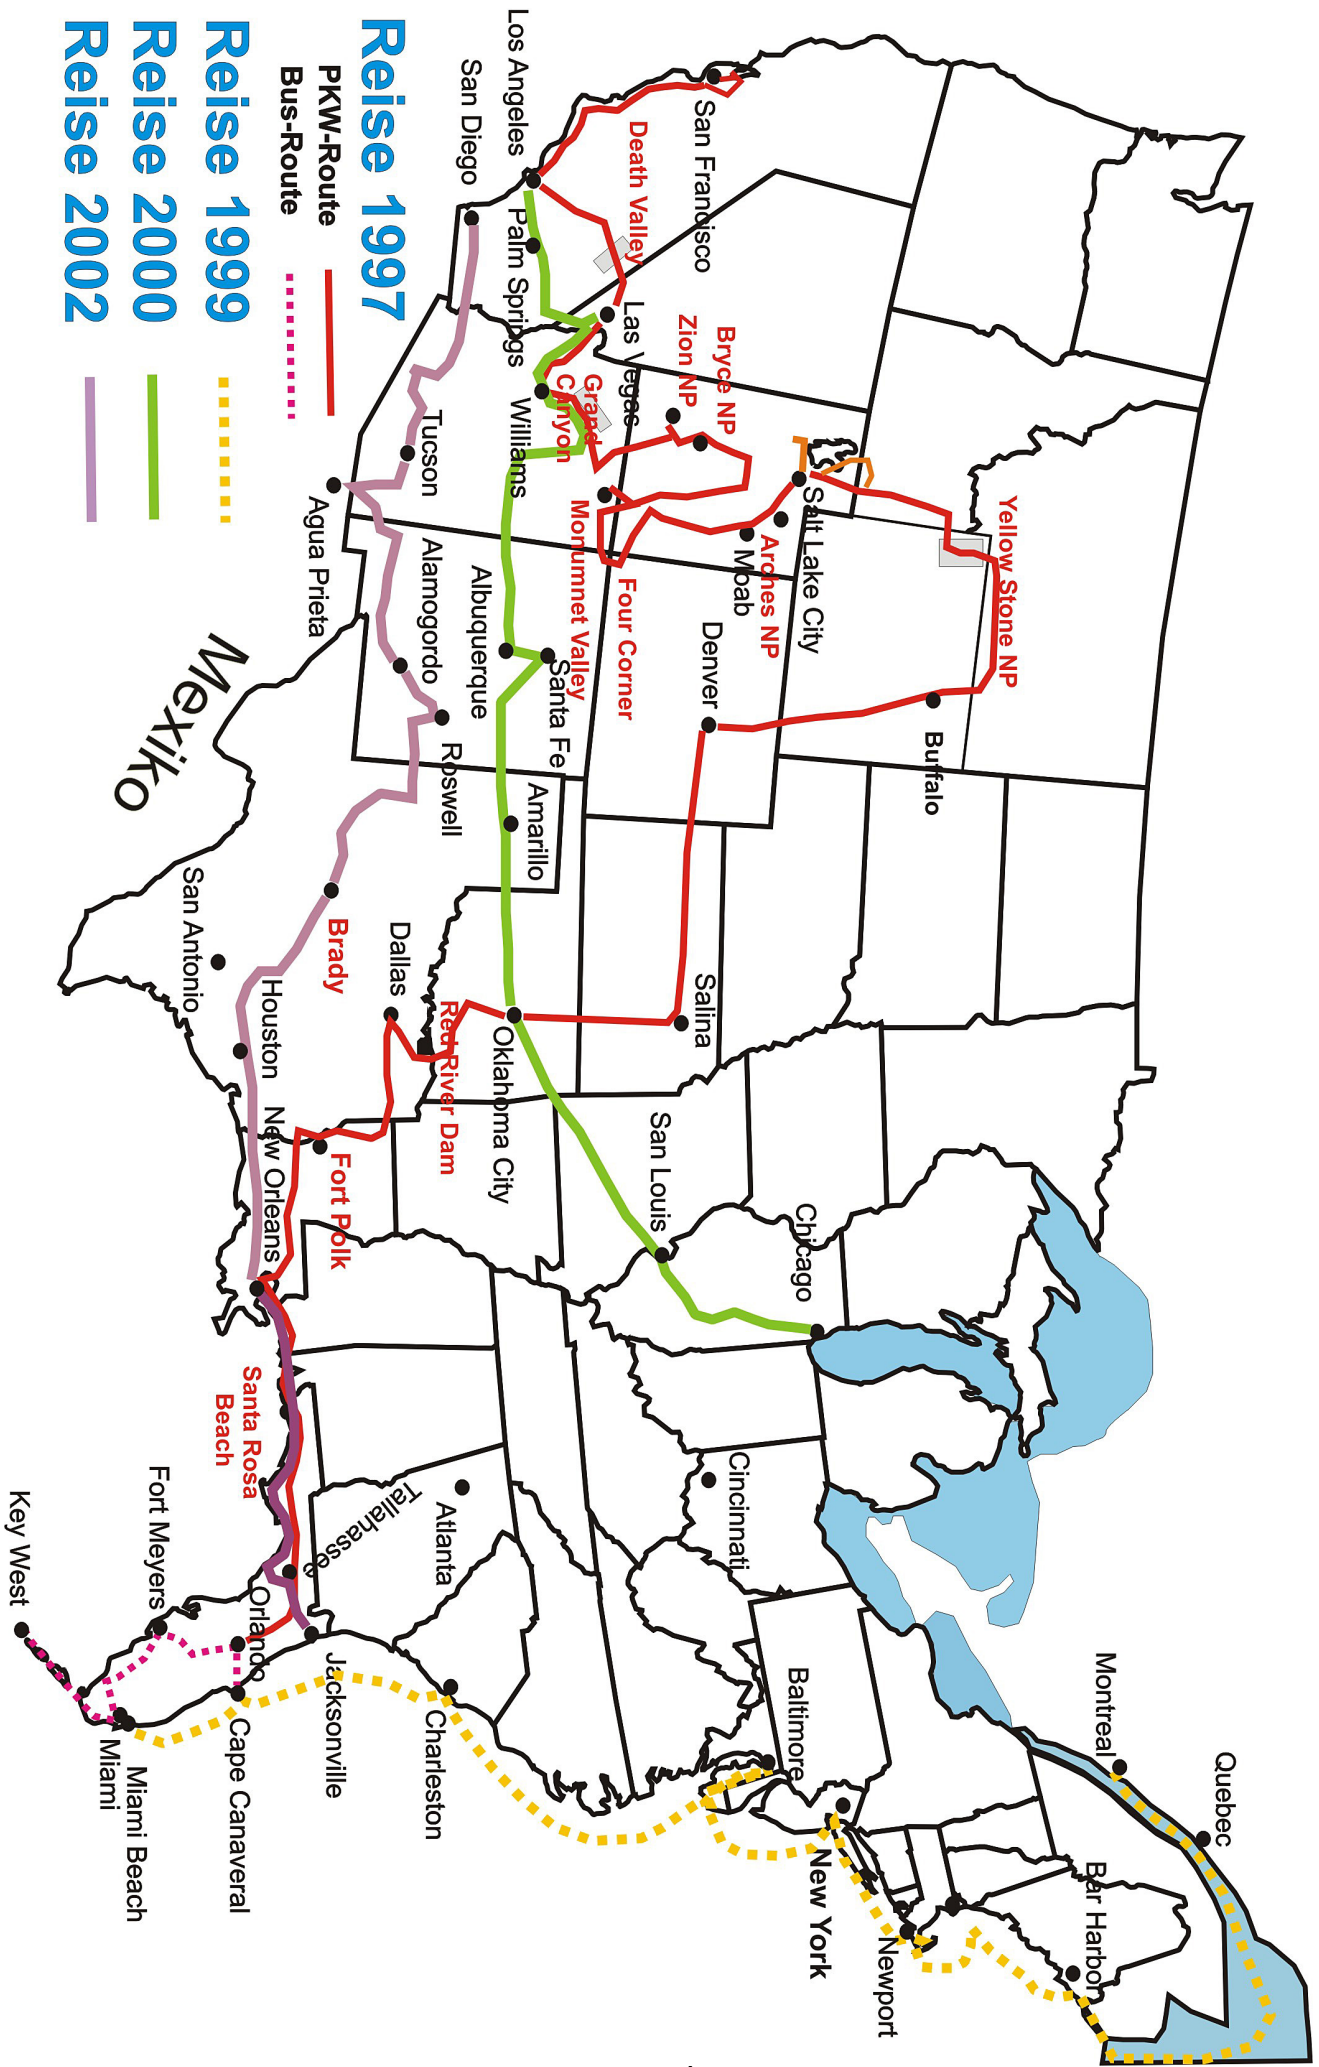 Montreal
Quebec
Bar Harbor
Newport
New York
Baltimore
Yellow Stone NP
Buffalo
Salt Lake City
Chicago
Cincinnati
San Francisco
Bryce NP
Zion NP
Arches NP
Moab
Denver
Salina
San Louis
Death Valley
Las Vegas
Grand
Canyon
Monumnet Valley
Four Corner
Los Angeles
Palm Springs
Williams
Albuquerque
Santa Fe
Amarillo
Oklahoma City
San Diego
Tucson
Alamogordo
Roswell
Red River Dam
Atlanta
Charleston
Dallas
Agua Prieta
Brady
Fort Polk
Tallahassee
Jacksonville
Houston
New Orleans
Santa Rosa
Beach
Orlando
Cape Canaveral
San Antonio
Mexiko
Fort Meyers
Miami Beach
Miami
Key West
Reise 1997
PKW-Route
Bus-Route
Reise 1999
Reise 2000
Reise 2002